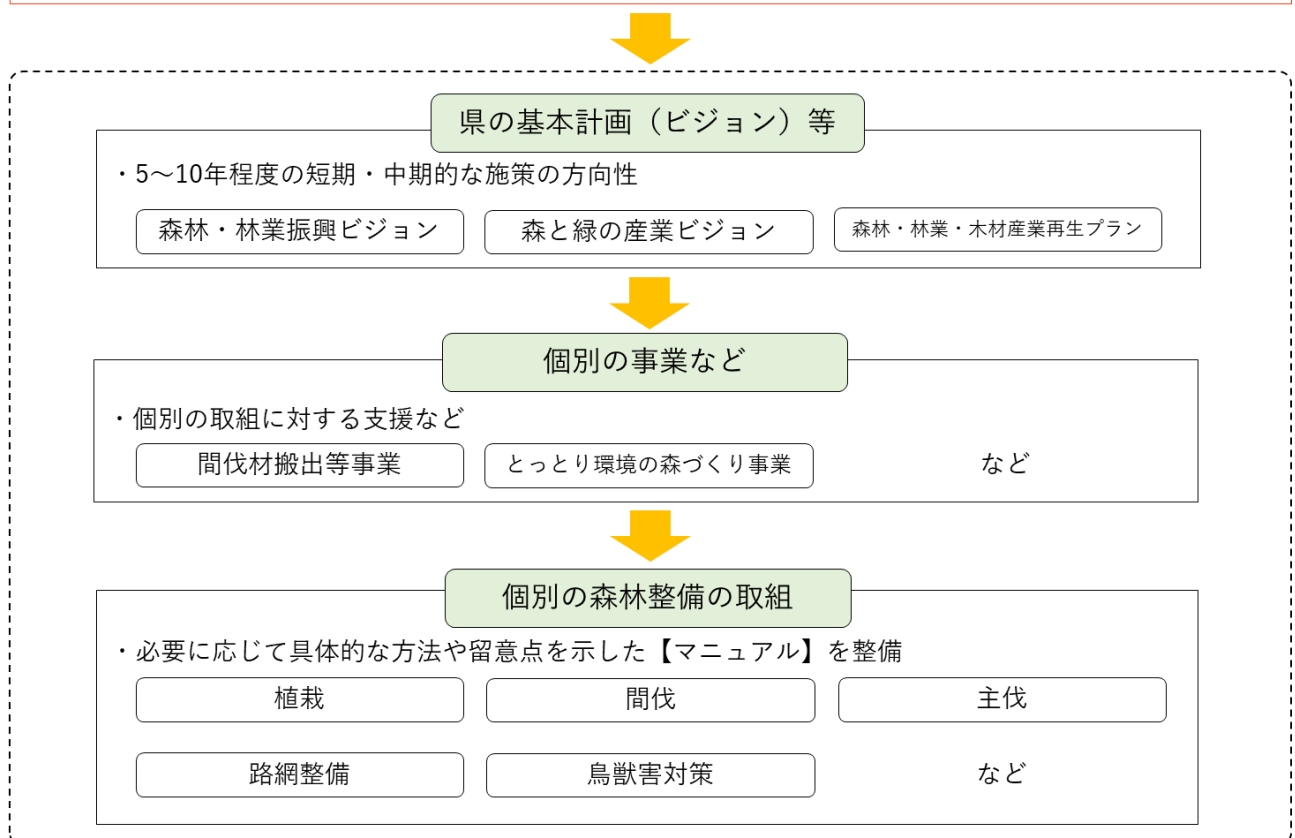 県の基本計画（ビジョン）等
・5～10年程度の短期・中期的な施策の方向性
森林・林業振興ビジョン
森と緑の産業ビジョン
森林・林業・木材産業再生プラン
個別の事業など
・個別の取組に対する支援など
間伐材搬出等事業
とっとり環境の森づくり事業
など
個別の森林整備の取組
・必要に応じて具体的な方法や留意点を示した【マニュアル】を整備
植栽
間伐
主伐
路網整備
鳥獣害対策
など